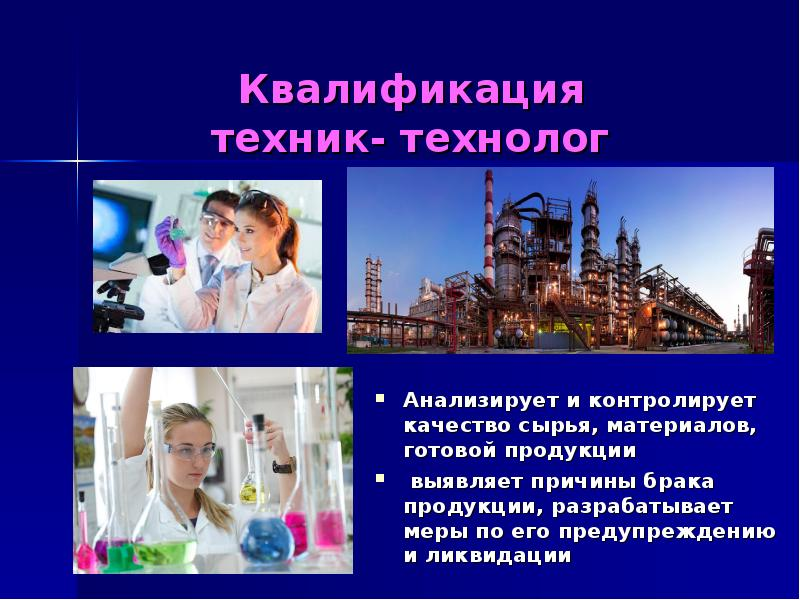 Квалификация
техник- технолог
Анализирует и контролирует
качество сырья, материалов,
готовой продукции
выявляет причины брака
продукции, разрабатывает
меры по его предупреждению
и ликвидации